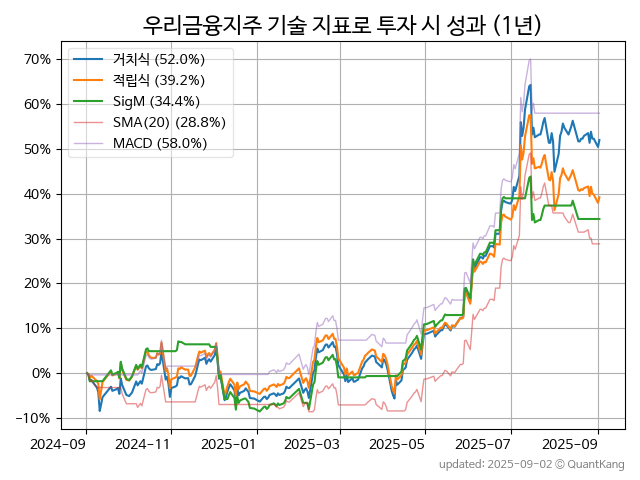 우리금융지주 기술 지표로 투자 시 성과 (1년)
70%
60%
50%
40%
30%
20%
10%
0%
−10%
거치식 (52.0%)
적립식 (39.2%)
SigM (34.4%)
SMA(20) (28.8%)
MACD (58.0%)
2024-09
2024-11
2025-01
2025-03
2025-05
2025-07
2025-09
updated: 2025-09-02 © QuantKang